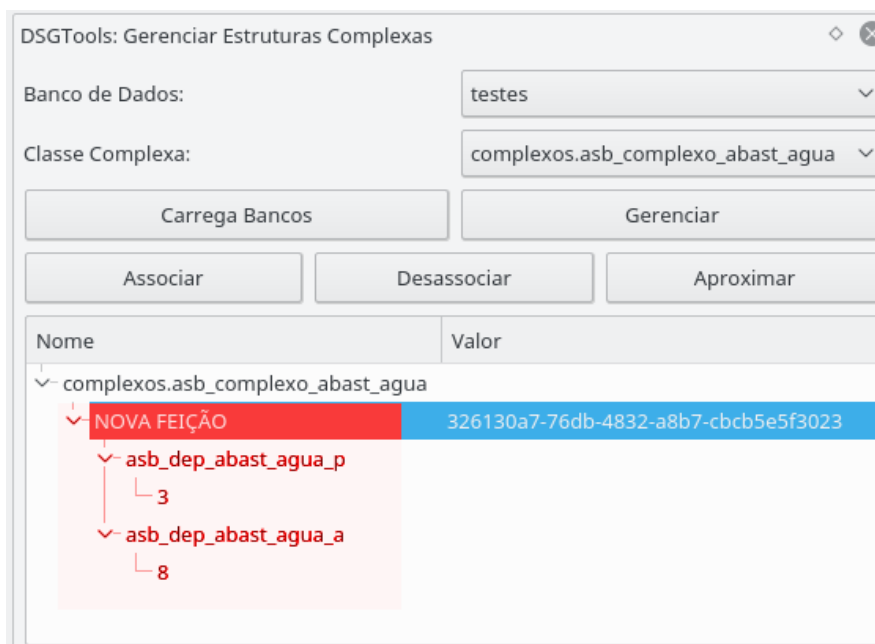 DSGTools: Gerenciar Estruturas Complexas
Banco de Dados: testes
Classe Complexa: complexos.asb_complexo_abast_agua
Carrega Bancos Gerenciar
Associar Desassociar Aproximar
Nome Valor
complexos.asb_complexo_abast_agua
NOVA FEIÇÃO 326130a7-76db-4832-a8b7-cbcb5e5f3023
asb_dep_abast_agua_p
3
asb_dep_abast_agua_a
8